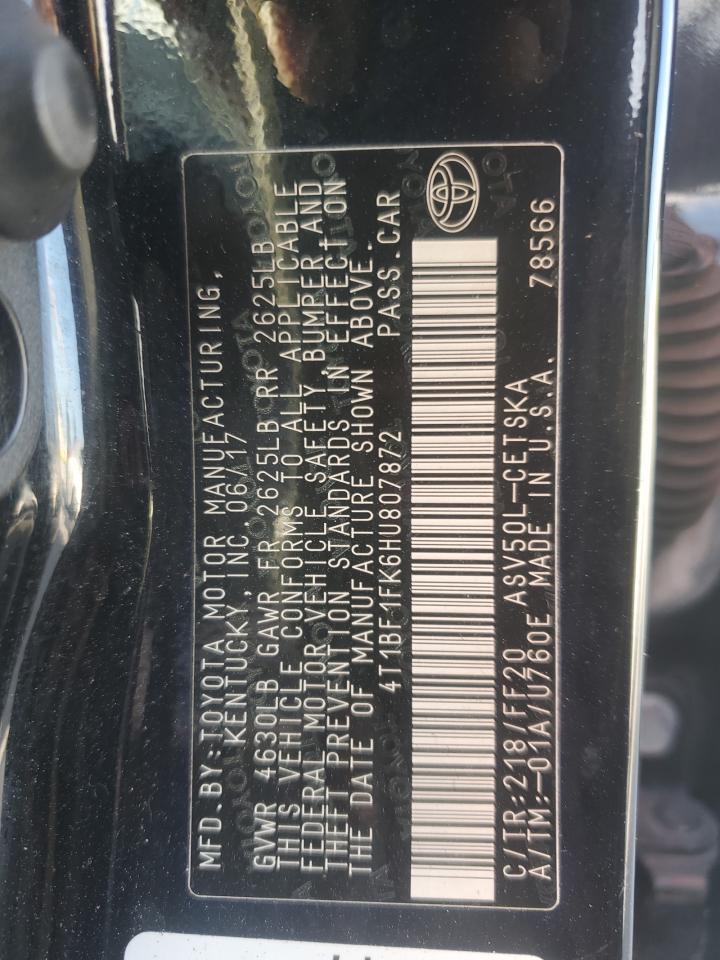 MFD.BY:TOYOTA MOTOR MANUFACTURING,
KENTUCKY, INC 06/17
GVWR 4630LB GAWR FR 2625LB RR 2625LB
THIS VEHICLE CONFORMS TO ALL APPLICABLE
FEDERAL MOTOR VEHICLE SAFETY, BUMPER, AND
THEFT PREVENTION STANDARDS IN EFFECT ON
THE DATE OF MANUFACTURE SHOWN ABOVE.
4T1BF1FK6HU807872 PASS.CAR
C/TR:218/FF20 ASV50L-CETSKA 78566
A/TM:-01A/U760E MADE IN U.S.A.